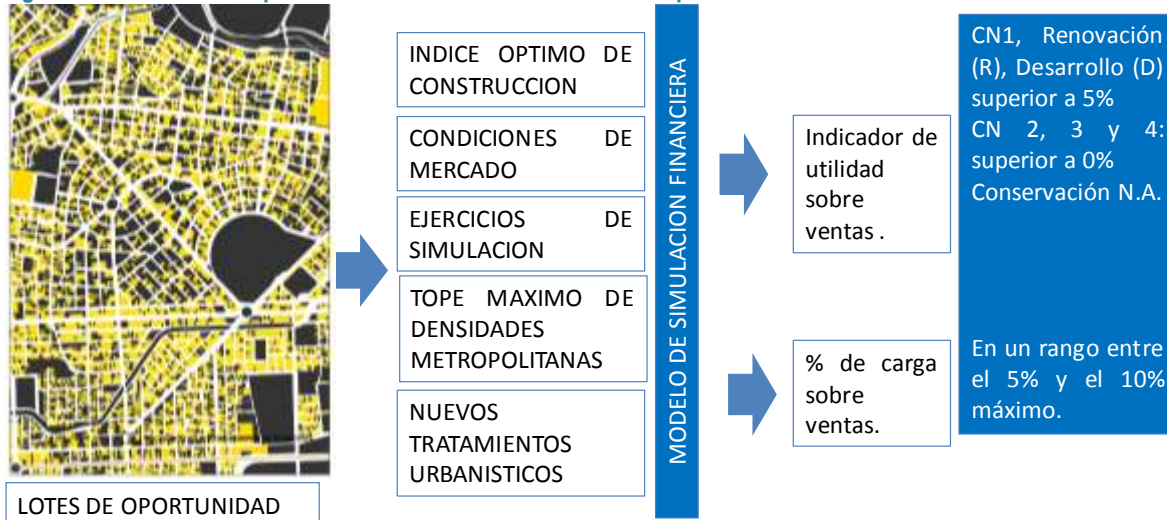 INDICE OPTIMO DE
CONSTRUCCION
CONDICIONES DE
MERCADO
EJERCICIOS DE
SIMULACION
TOPE MAXIMO DE
DENSIDADES
METROPOLITANAS
NUEVOS
TRATAMIENTOS
URBANISTICOS
LOTES DE OPORTUNIDAD
MODELO DE SIMULACION FINANCIERA
Indicador de
utilidad
sobre
ventas .
% de carga
sobre
ventas.
CN1, Renovación
(R), Desarrollo (D)
superior a 5%
CN 2, 3 y 4:
superior a 0%
Conservación N.A.
En un rango entre
el 5% y el 10%
máximo.